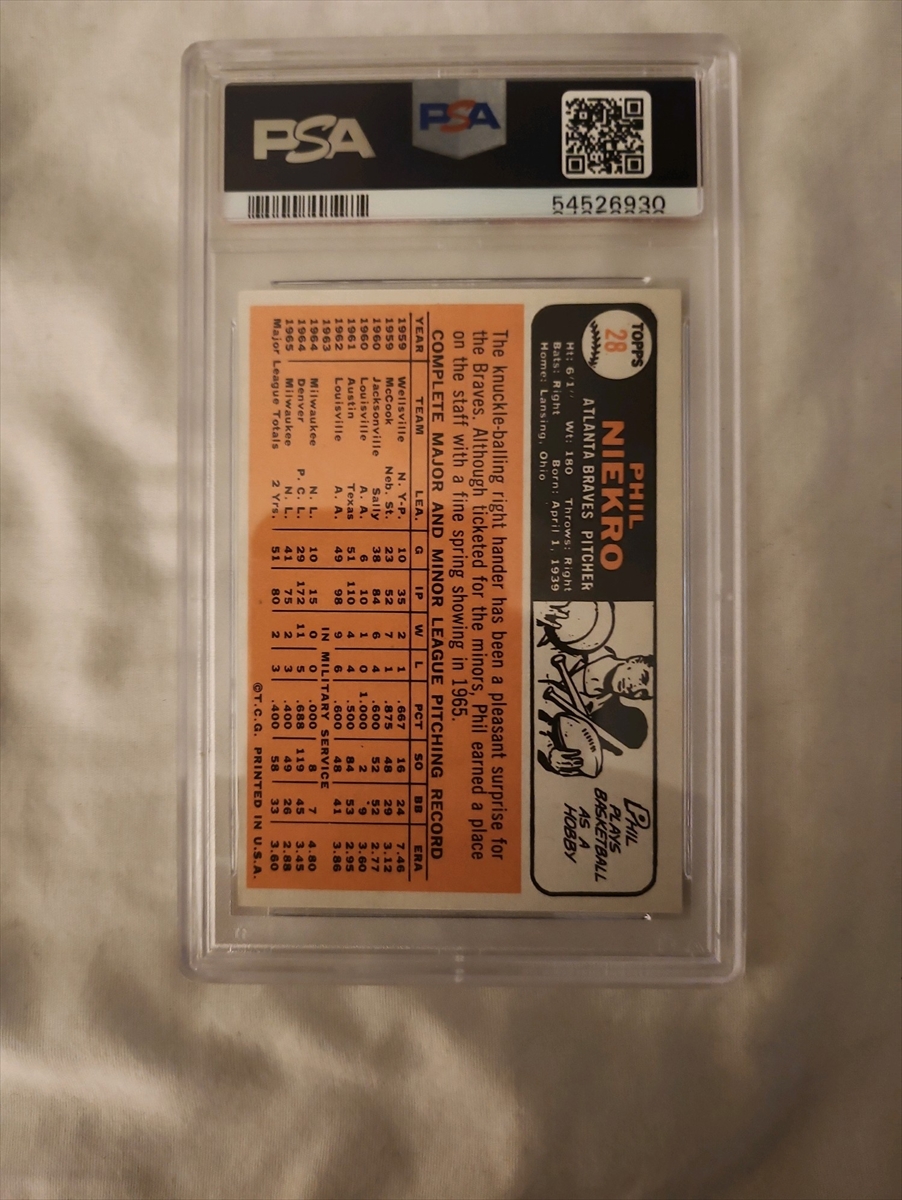 PSA
PSA
54526930
TOPPS
28
PHIL
NIEKRO
ATLANTA BRAVES PITCHER
Ht: 6'1" Wt: 180 Throws: Right
Bats: Right Born: April 1, 1939
Home: Lansing, Ohio
PHIL
PLAYS
BASKETBALL
AS A
HOBBY
The knuckle-balling right hander has been a pleasant surprise for
the Braves. Although ticketed for the minors, Phil earned a place
on the staff with a fine spring showing in 1965.
COMPLETE MAJOR AND MINOR LEAGUE PITCHING RECORD
YEAR TEAM LEA. G IP W L PCT SO BB ERA
1959 Wellsville N. Y-P. 10 35 2 1 .667 16 24 7.46
1959 McCook Neb. St. 23 52 7 1 .875 48 29 3.12
1960 Jacksonville Sally 38 84 6 4 .600 52 52 2.77
1960 Louisville A. A. 6 10 1 0 1.000 2 9 3.60
1961 Austin Texas 51 110 4 4 .500 84 53 2.95
1962 Louisville A. A. 49 98 9 6 .600 48 41 3.86
1963 IN MILITARY SERVICE
1964 Milwaukee N. L. 10 15 0 0 .000 8 7 4.80
1964 Denver P. C. L. 29 172 11 5 .688 119 45 3.45
1965 Milwaukee N. L. 41 75 2 3 .400 49 26 2.88
Major League Totals 2 Yrs. 51 80 2 3 .400 58 33 3.60
©T.C.G. PRINTED IN U.S.A.